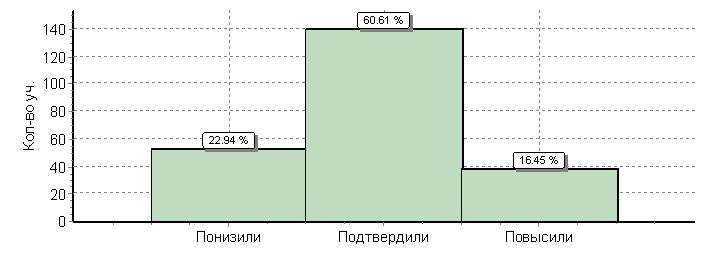 Кол-во уч.
140
120
100
80
60
40
20
0
22.94 %
60.61 %
16.45 %
Понизили
Подтвердили
Повысили